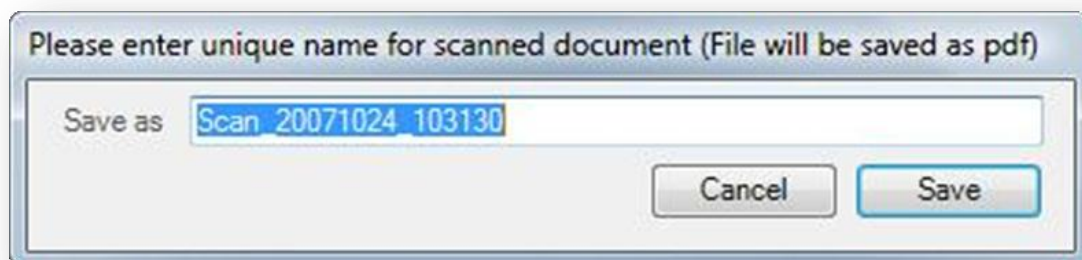 Please enter unique name for scanned document (File will be saved as pdf)
Save as Scan_20071024_103130
Cancel Save